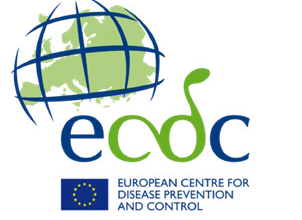 ecdc
EUROPEAN CENTRE FOR
DISEASE PREVENTION
AND CONTROL